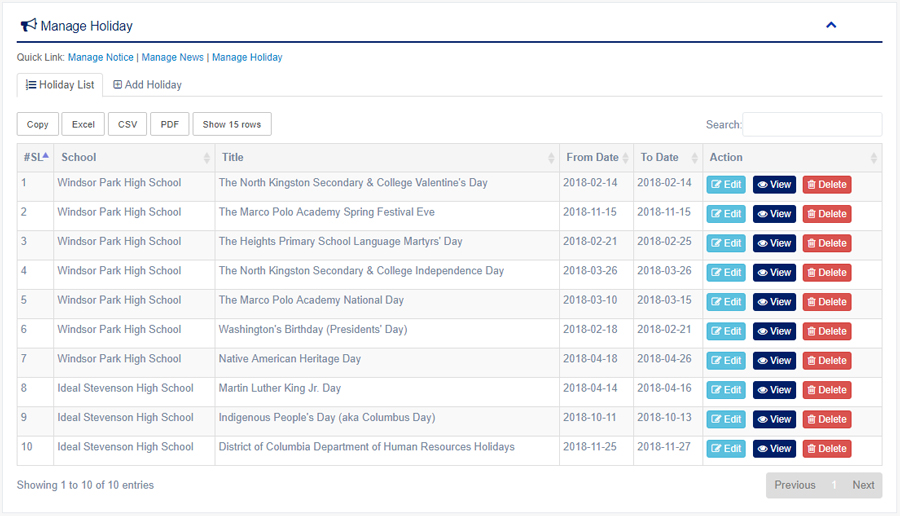 Manage Holiday
Quick Link: Manage Notice | Manage News | Manage Holiday
Holiday List Add Holiday
Copy Excel CSV PDF Show 15 rows Search:
#SL School Title From Date To Date Action
1 Windsor Park High School The North Kingston Secondary & College Valentine's Day 2018-02-14 2018-02-14 Edit View Delete
2 Windsor Park High School The Marco Polo Academy Spring Festival Eve 2018-11-15 2018-11-15 Edit View Delete
3 Windsor Park High School The Heights Primary School Language Martyrs' Day 2018-02-21 2018-02-25 Edit View Delete
4 Windsor Park High School The North Kingston Secondary & College Independence Day 2018-03-26 2018-03-26 Edit View Delete
5 Windsor Park High School The Marco Polo Academy National Day 2018-03-10 2018-03-15 Edit View Delete
6 Windsor Park High School Washington's Birthday (Presidents' Day) 2018-02-18 2018-02-21 Edit View Delete
7 Windsor Park High School Native American Heritage Day 2018-04-18 2018-04-26 Edit View Delete
8 Ideal Stevenson High School Martin Luther King Jr. Day 2018-04-14 2018-04-16 Edit View Delete
9 Ideal Stevenson High School Indigenous People's Day (aka Columbus Day) 2018-10-11 2018-10-13 Edit View Delete
10 Ideal Stevenson High School District of Columbia Department of Human Resources Holidays 2018-11-25 2018-11-27 Edit View Delete
Showing 1 to 10 of 10 entries Previous 1 Next